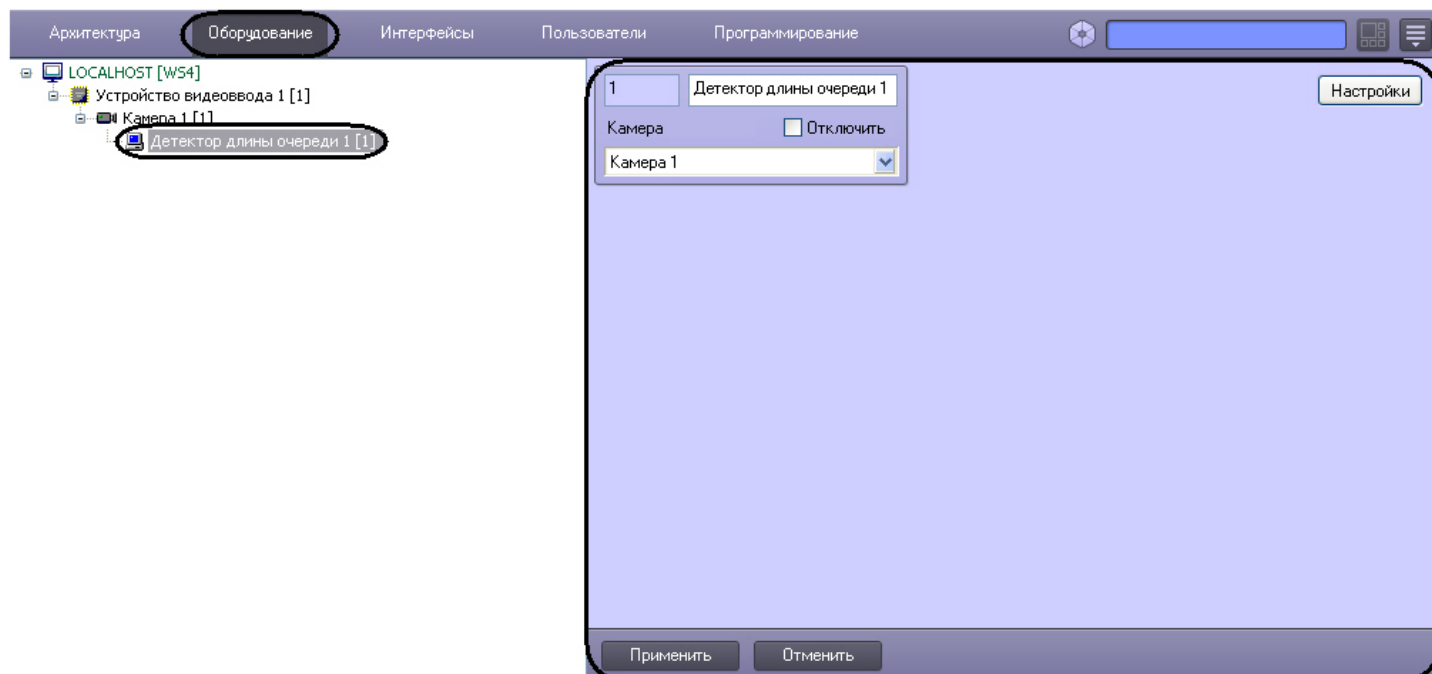 Архитектура Оборудование Интерфейсы Пользователи Программирование
LOCALHOST [WS4]
Устройство видеоввода 1 [1]
Камера 1 [1]
Детектор длины очереди 1 [1]
1 Детектор длины очереди 1
Настройки
Камера Отключить
Камера 1
Применить Отменить